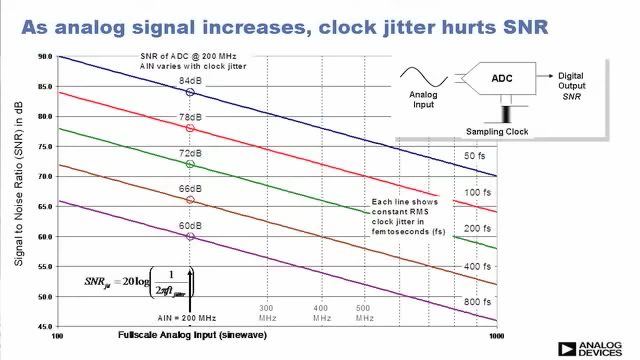 As analog signal increases, clock jitter hurts SNR
SNR of ADC @ 200 MHz
AIN varies with clock jitter
Signal to Noise Ratio (SNR) in dB
90.0
85.0
80.0
75.0
70.0
65.0
60.0
55.0
50.0
45.0
84dB
78dB
72dB
66dB
60dB
Analog
Input
ADC
Digital
Output
SNR
Sampling Clock
50 fs
100 fs
200 fs
400 fs
800 fs
Each line shows
constant RMS
clock jitter in
femtoseconds (fs)
SNR_jit = 20log(1 / 2πft_jitter)
AIN = 200 MHz
300
MHz
400
MHz
500
MHz
100
Fullscale Analog Input (sinewave)
1000
ANALOG
DEVICES